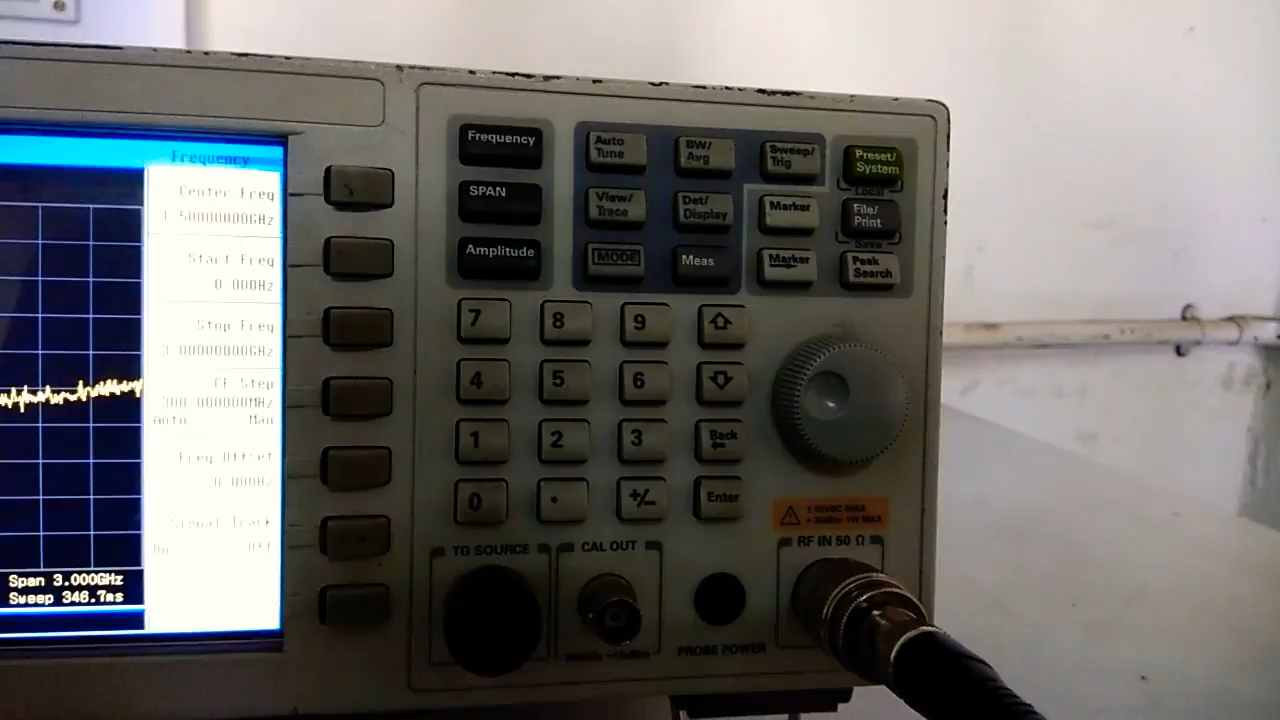 Frequency
Center Freq
1.50000000GHz
Start Freq
0.000Hz
Stop Freq
3.00000000GHz
CF Step
300.000000MHz
Auto Man
Freq Offset
0.000Hz
Signal Track
On Off
Span 3.000GHz
Sweep 346.7ms
Frequency
SPAN
Amplitude
Auto Tune
BW/ Avg
Sweep/ Trig
View/ Trace
Det/ Display
Marker
MODE
Meas
Marker
Preset/ System
Local
File/ Print
Save
Peak Search
7 8 9
4 5 6
1 2 3
Back
0 . +/− Enter
TG SOURCE
CAL OUT
PROBE POWER
RF IN 50 Ω